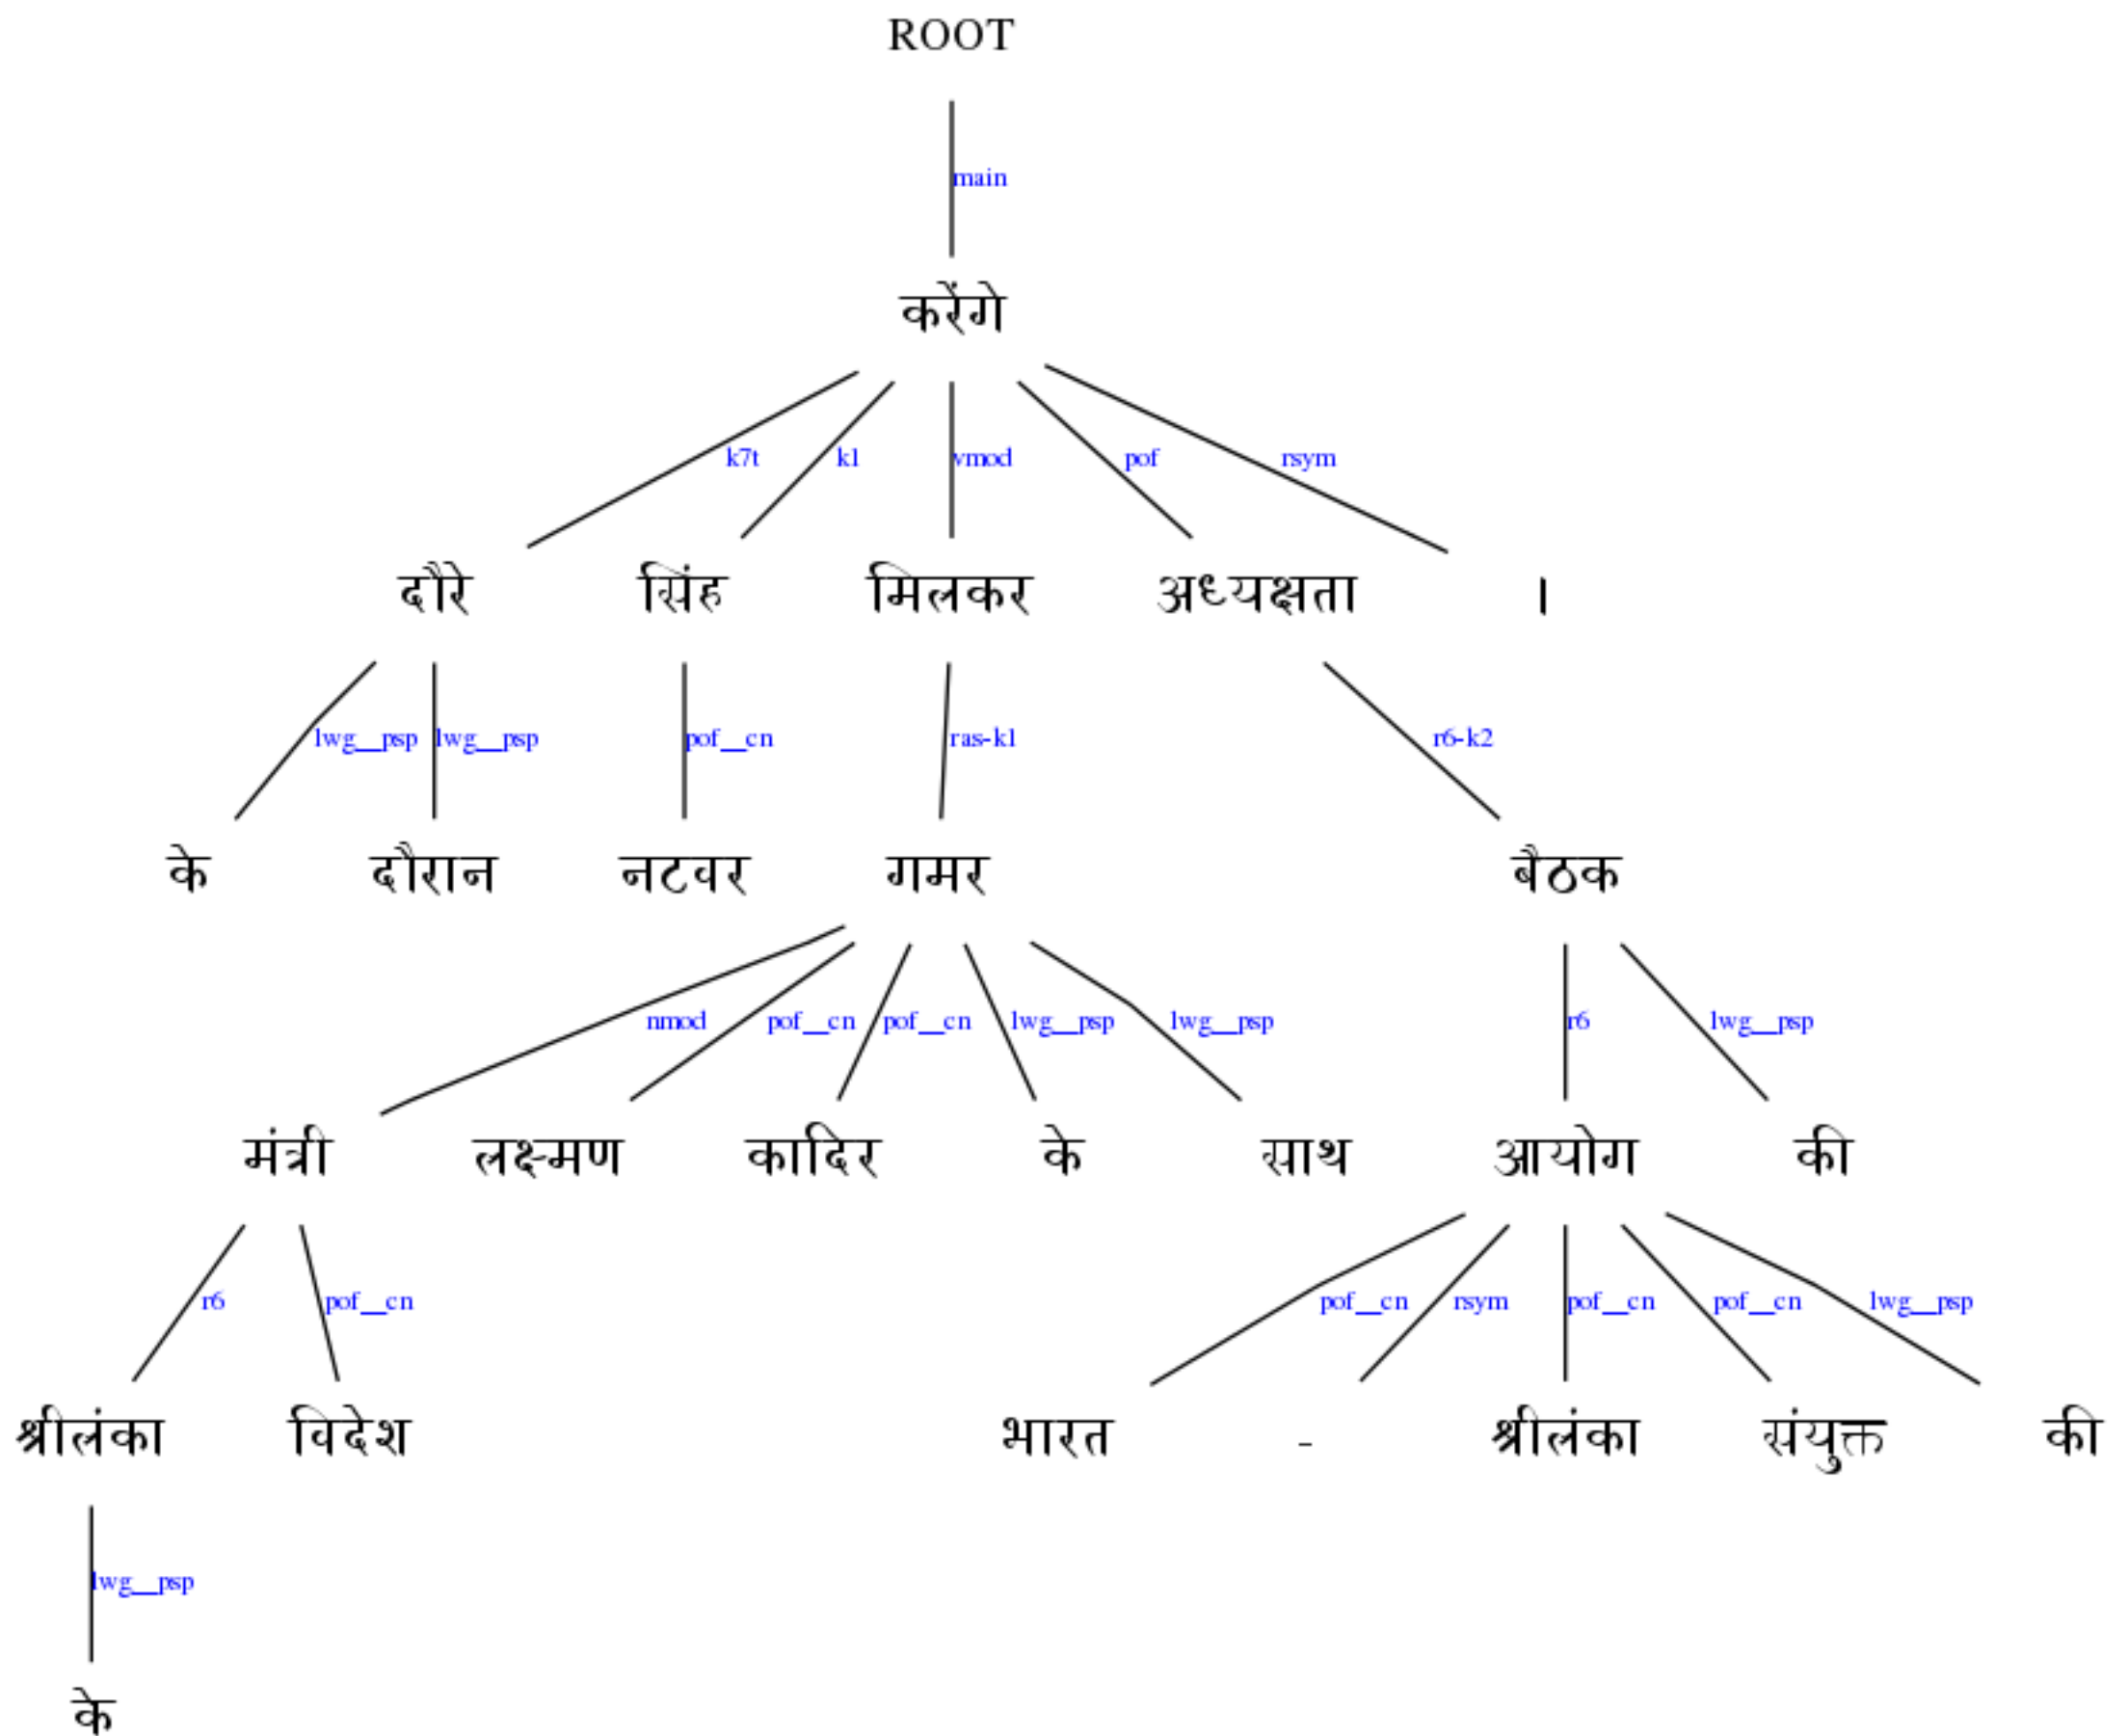 ROOT
main
करेंगे
k7t k1 vmod pof rsym
दौरे सिंह मिलकर अध्यक्षता ।
lwg__psp lwg__psp pof__cn ras-k1 r6-k2
के दौरान नटवर गमर बैठक
nmod pof__cn pof__cn lwg__psp lwg__psp r6 lwg__psp
मंत्री लक्ष्मण कादिर के साथ आयोग की
r6 pof__cn pof__cn rsym pof__cn pof__cn lwg__psp
श्रीलंका विदेश भारत - श्रीलंका संयुक्त की
lwg__psp
के